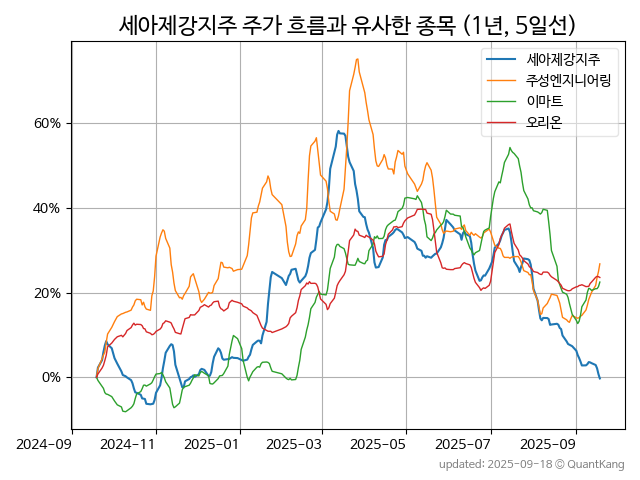 세아제강지주 주가 흐름과 유사한 종목 (1년, 5일선)
세아제강지주
주성엔지니어링
이마트
오리온
60%
40%
20%
0%
2024-09 2024-11 2025-01 2025-03 2025-05 2025-07 2025-09
updated: 2025-09-18 © QuantKang